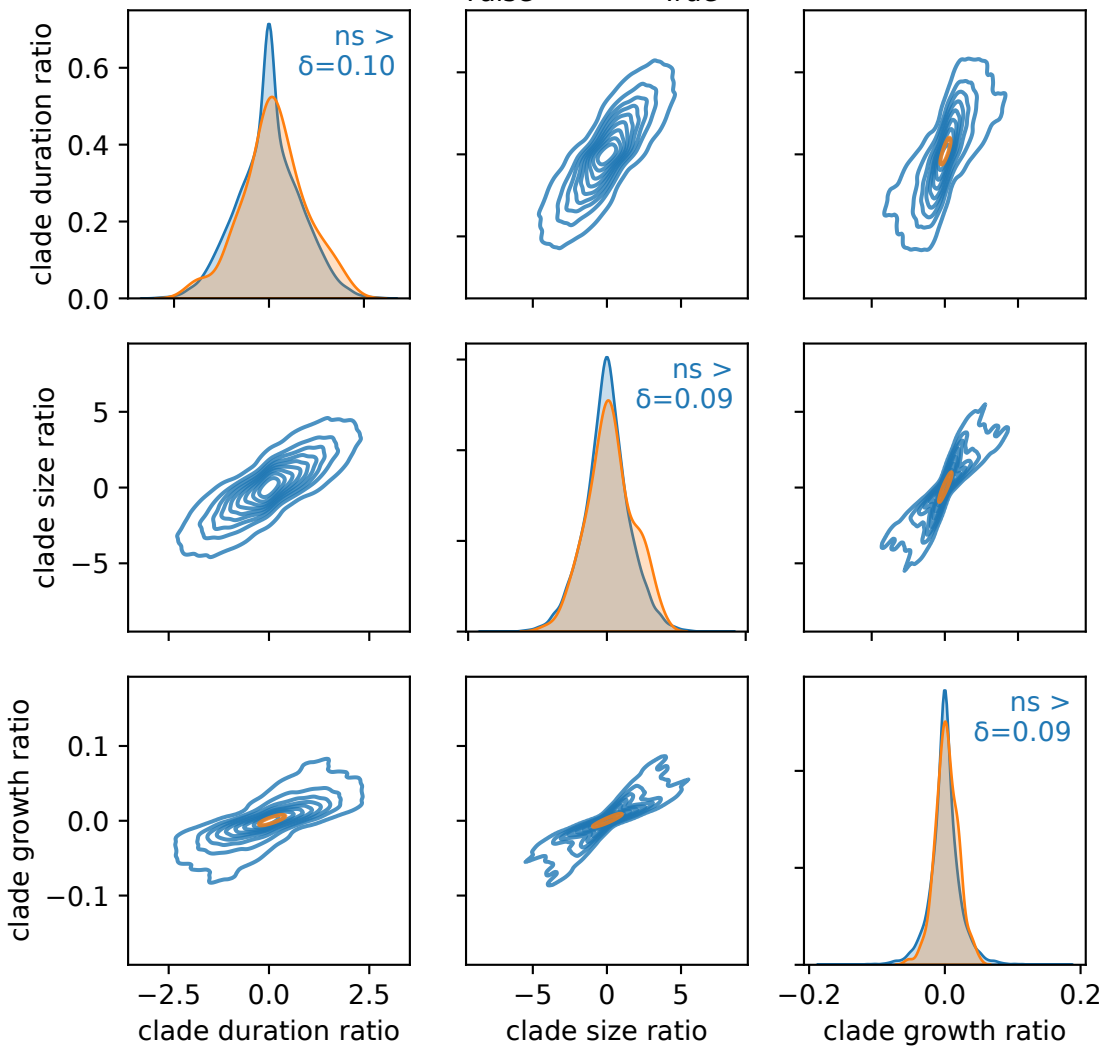 clade duration ratio
0.6
0.4
0.2
0.0
ns >
δ=0.10
clade size ratio
5
0
−5
ns >
δ=0.09
clade growth ratio
0.1
0.0
−0.1
ns >
δ=0.09
−2.5 0.0 2.5
−5 0 5
−0.2 0.0 0.2
clade duration ratio
clade size ratio
clade growth ratio